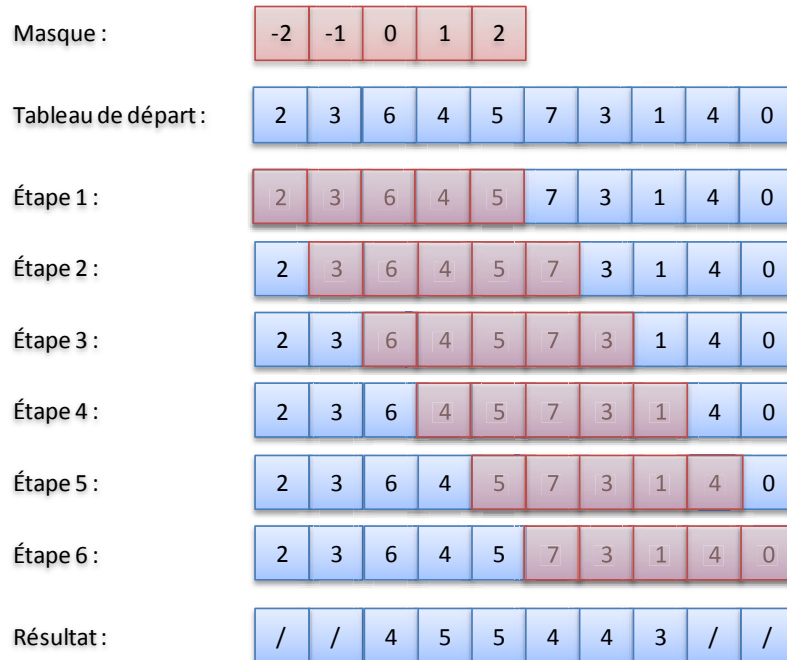 Masque : -2 -1 0 1 2
Tableau de départ : 2 3 6 4 5 7 3 1 4 0
Étape 1 : 2 3 6 4 5 7 3 1 4 0
Étape 2 : 2 3 6 4 5 7 3 1 4 0
Étape 3 : 2 3 6 4 5 7 3 1 4 0
Étape 4 : 2 3 6 4 5 7 3 1 4 0
Étape 5 : 2 3 6 4 5 7 3 1 4 0
Étape 6 : 2 3 6 4 5 7 3 1 4 0
Résultat : / / 4 5 5 4 4 3 / /